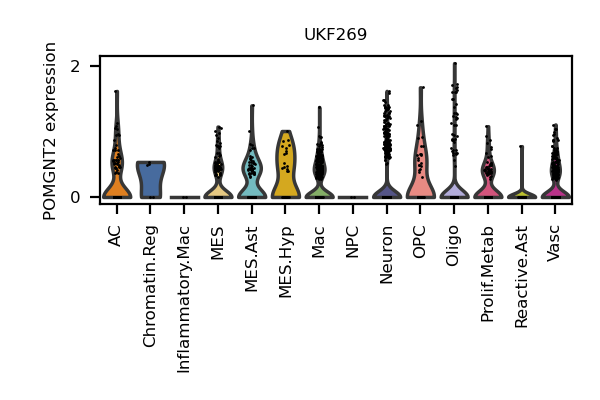 UKF269
POMGNT2 expression
2
0
AC
Chromatin.Reg
Inflammatory.Mac
MES
MES.Ast
MES.Hyp
Mac
NPC
Neuron
OPC
Oligo
Prolif.Metab
Reactive.Ast
Vasc